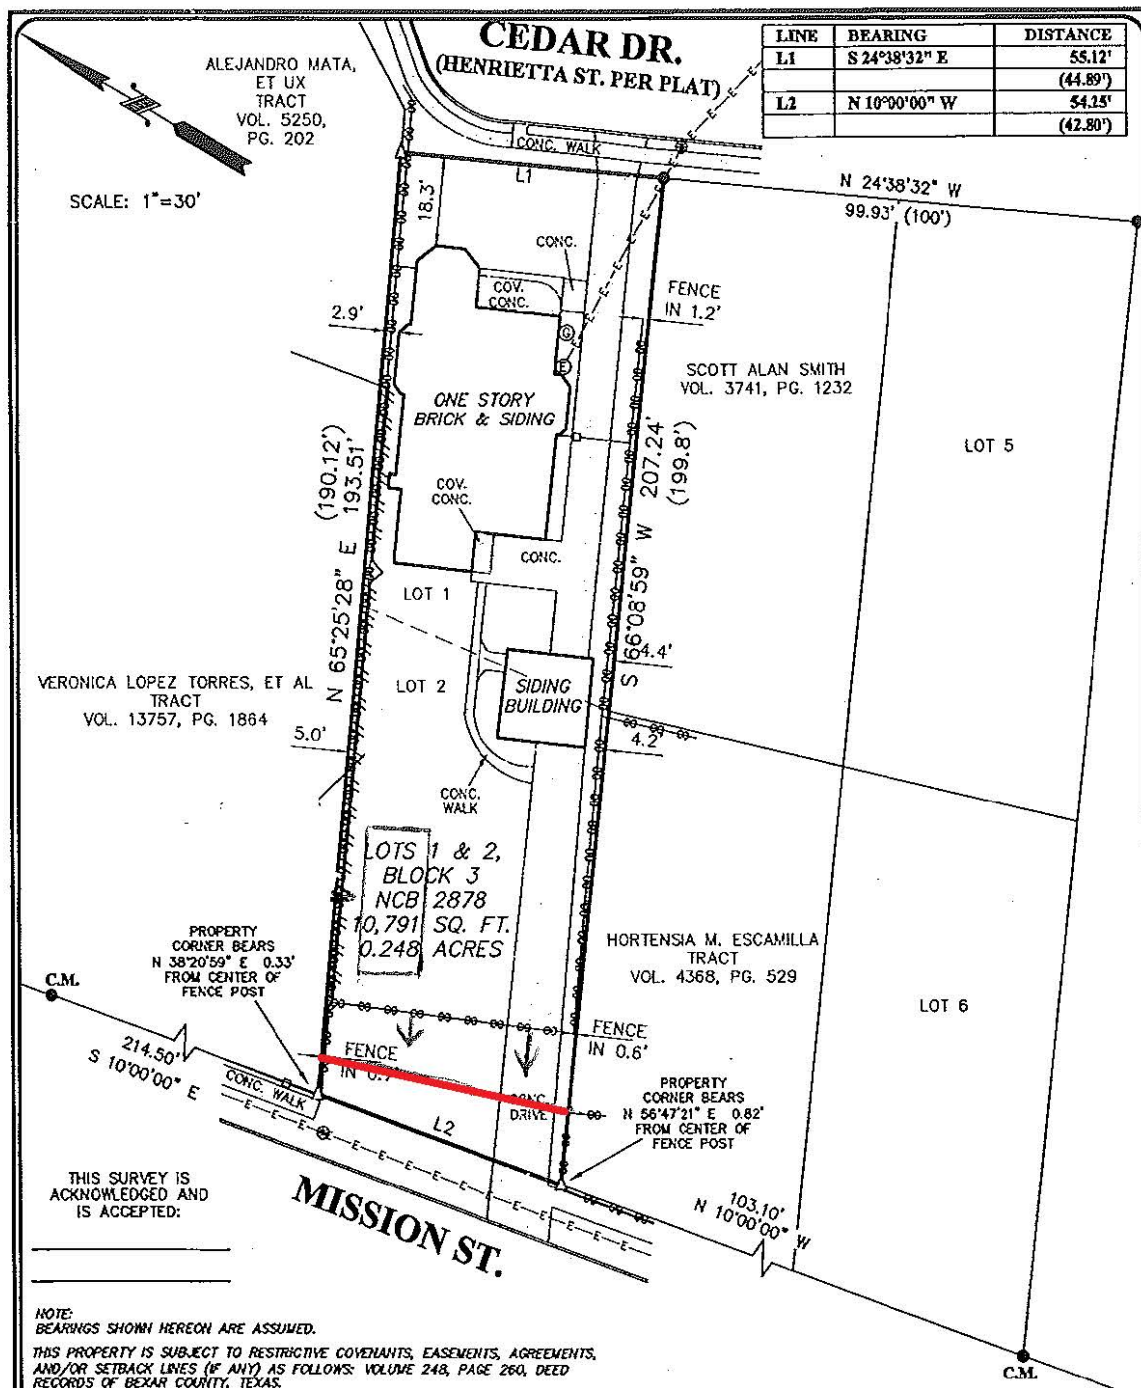 CEDAR DR.
(HENRIETTA ST. PER PLAT)
LINE BEARING DISTANCE
L1 S 24°38'32" E 55.12'
(44.89')
L2 N 10°00'00" W 54.25'
(42.80')
ALEJANDRO MATA,
ET UX
TRACT
VOL. 5250,
PG. 202
SCALE: 1"=30'
CONC. WALK
L1
N 24°38'32" W
99.93' (100')
18.3'
CONC.
COV.
CONC.
FENCE
IN 1.2'
2.9'
G
E
SCOTT ALAN SMITH
VOL. 3741, PG. 1232
ONE STORY
BRICK & SIDING
LOT 5
(190.12')
N 65°25'28" E 193.51'
S 66°08'59" W 207.24'
(199.8')
COV.
CONC.
CONC.
LOT 1
LOT 2
SIDING
BUILDING
4.4'
4.2'
VERONICA LOPEZ TORRES, ET AL
TRACT
VOL. 13757, PG. 1864
5.0'
CONC.
WALK
LOTS 1 & 2,
BLOCK 3
NCB 2878
10,791 SQ. FT.
0.248 ACRES
PROPERTY
CORNER BEARS
N 38°20'59" E 0.33'
FROM CENTER OF
FENCE POST
HORTENSIA M. ESCAMILLA
TRACT
VOL. 4368, PG. 529
LOT 6
C.M.
FENCE
IN 0.6'
FENCE
IN 0.7'
214.50'
S 10°00'00" E
CONC. WALK
CONC.
DRIVE
L2
PROPERTY
CORNER BEARS
N 56°47'21" E 0.82'
FROM CENTER OF
FENCE POST
MISSION ST.
103.10'
N 10°00'00" W
C.M.
THIS SURVEY IS
ACKNOWLEDGED AND
IS ACCEPTED:
NOTE:
BEARINGS SHOWN HEREON ARE ASSUMED.
THIS PROPERTY IS SUBJECT TO RESTRICTIVE COVENANTS, EASEMENTS, AGREEMENTS,
AND/OR SETBACK LINES (IF ANY) AS FOLLOWS: VOLUME 248, PAGE 260, DEED
RECORDS OF BEXAR COUNTY, TEXAS.